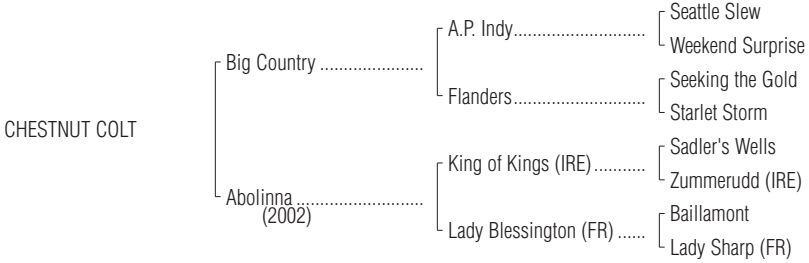 Seattle Slew
A.P. Indy............................
Weekend Surprise
Big Country ......................
Seeking the Gold
Flanders............................
Starlet Storm
CHESTNUT COLT
Sadler's Wells
King of Kings (IRE)...........
Zummerudd (IRE)
Abolinna ...........................
(2002)
Baillamont
Lady Blessington (FR) ......
Lady Sharp (FR)